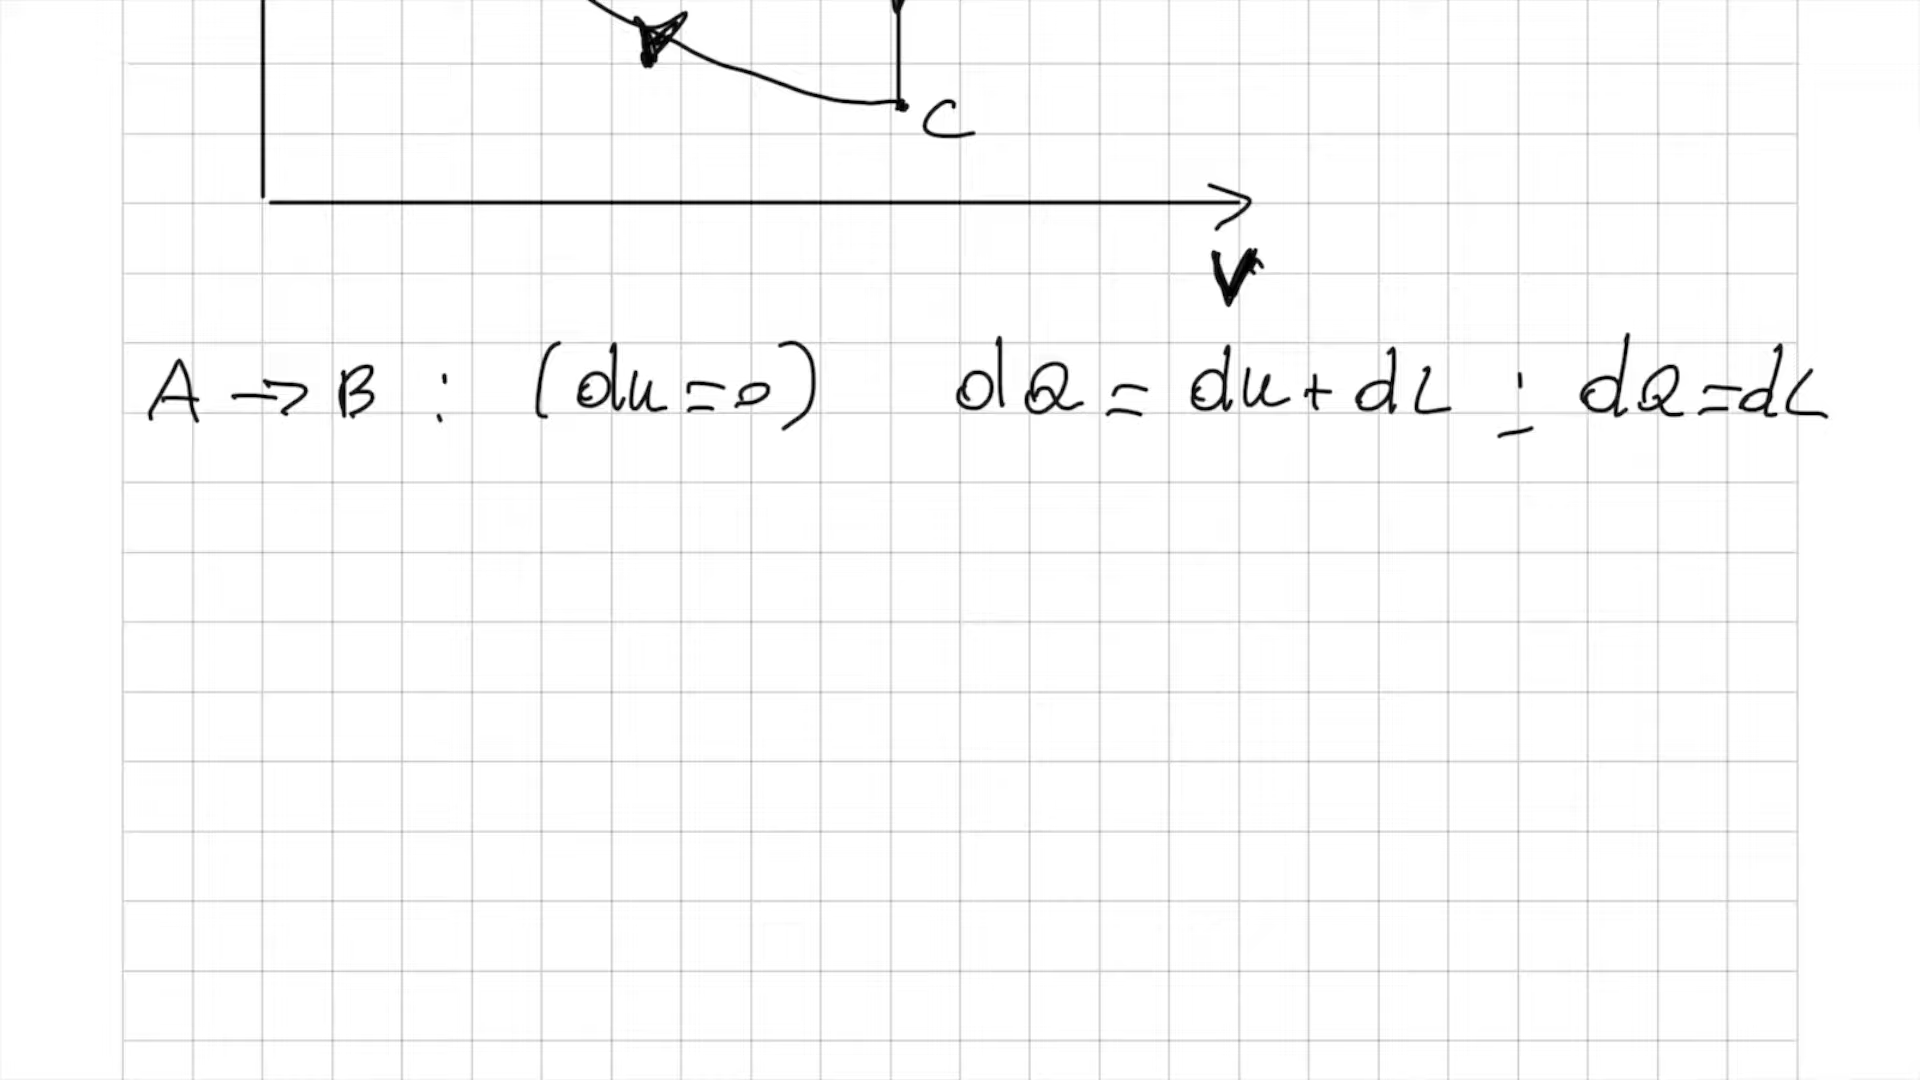 C
V
A → B : (du = 0) dQ = du + dL ; dQ = dL